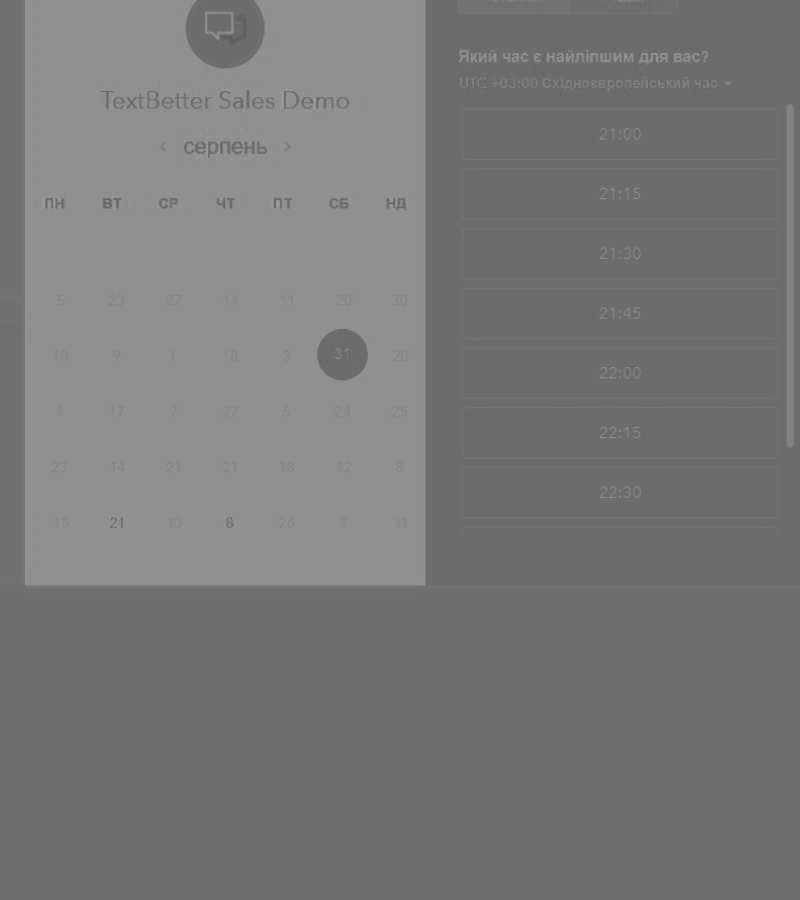 TextBetter Sales Demo
серпень
ПН ВТ СР ЧТ ПТ СБ НД
5 23 27 14 11 20 30
10 9 1 18 3 31 20
1 17 7 27 6 24 25
23 14 21 21 18 12 8
15 21 13 8 26 3 31
Який час є найліпшим для вас?
UTC +03:00 Східноєвропейський час
21:00
21:15
21:30
21:45
22:00
22:15
22:30